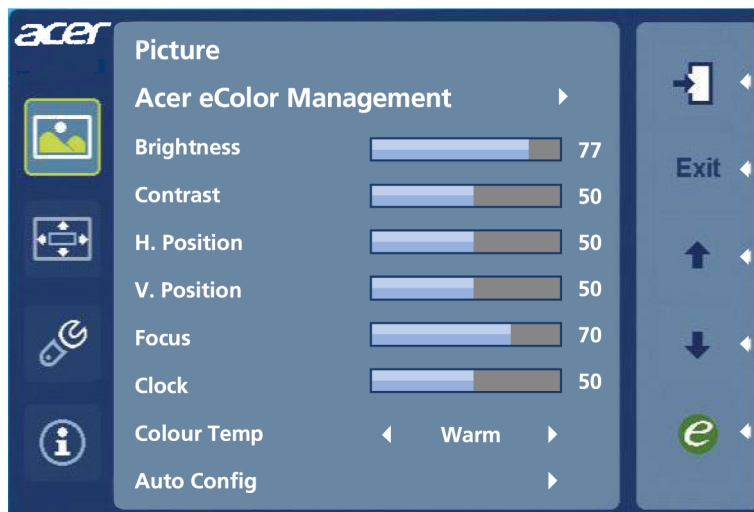 acer
Picture
Acer eColor Management
Brightness 77
Contrast 50
H. Position 50
V. Position 50
Focus 70
Clock 50
Colour Temp Warm
Auto Config
Exit
e